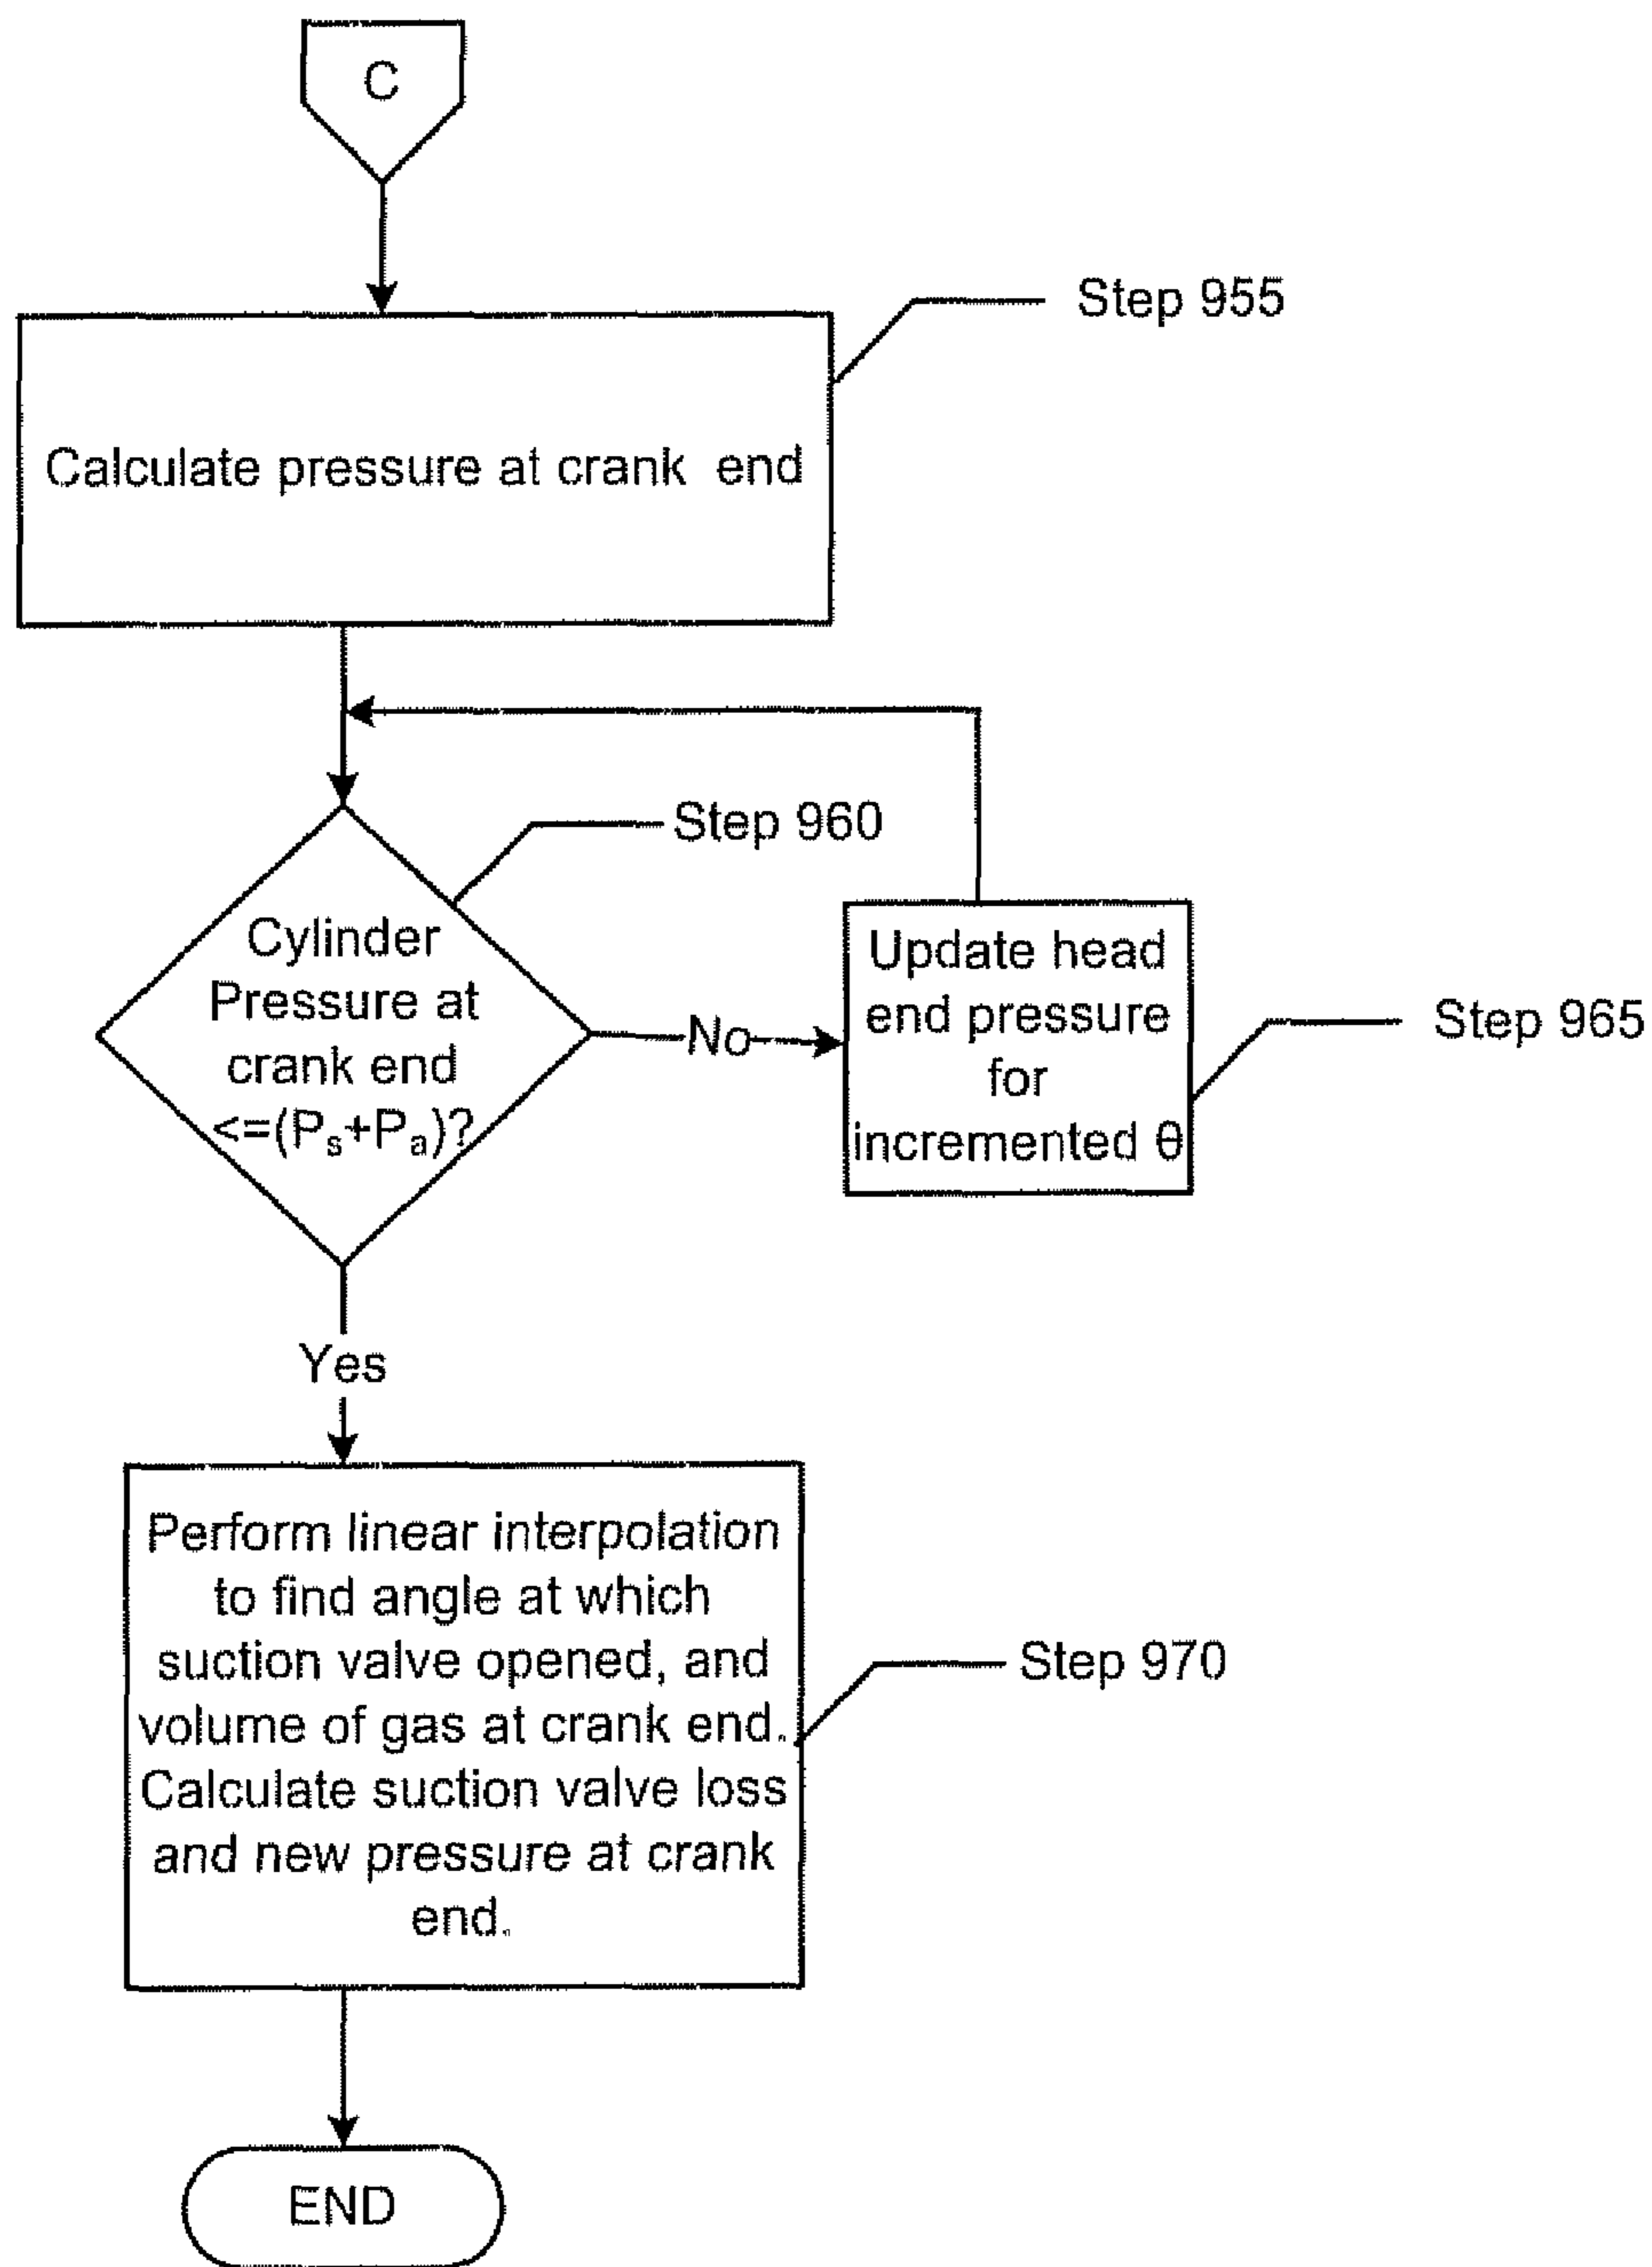 C
Step 955
Calculate pressure at crank end
Step 960
Cylinder
Pressure at
crank end
<=(Ps+Pa)?
No
Update head
end pressure
for
incremented θ
Step 965
Yes
Perform linear interpolation
to find angle at which
suction valve opened, and
volume of gas at crank end.
Calculate suction valve loss
and new pressure at crank
end.
Step 970
END